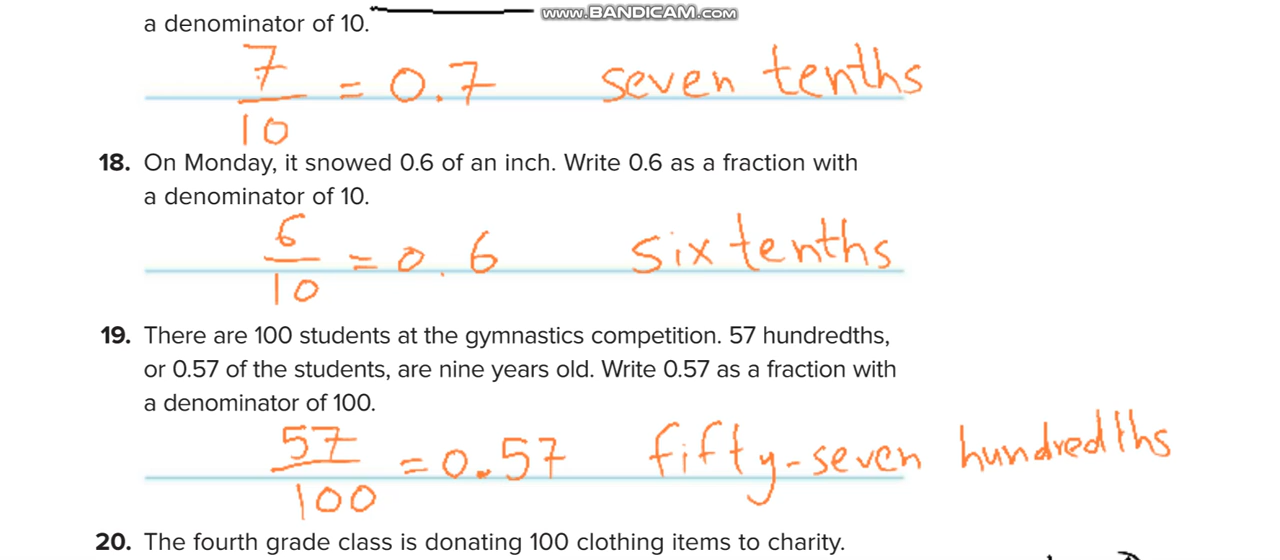 www.BANDICAM.com
a denominator of 10.
7/10 = 0.7 seven tenths
18. On Monday, it snowed 0.6 of an inch. Write 0.6 as a fraction with
a denominator of 10.
6/10 = 0.6 six tenths
19. There are 100 students at the gymnastics competition. 57 hundredths,
or 0.57 of the students, are nine years old. Write 0.57 as a fraction with
a denominator of 100.
57/100 = 0.57 fifty-seven hundredths
20. The fourth grade class is donating 100 clothing items to charity.